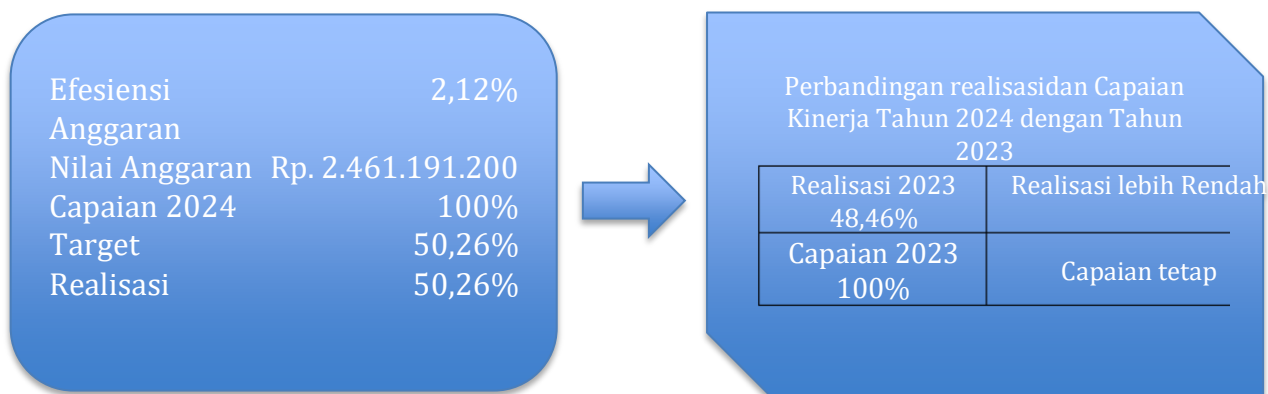 Efesiensi 2,12%
Anggaran
Nilai Anggaran Rp. 2.461.191.200
Capaian 2024 100%
Target 50,26%
Realisasi 50,26%
Perbandingan realisasidan Capaian
Kinerja Tahun 2024 dengan Tahun
2023
Realisasi 2023 Realisasi lebih Rendah
48,46%
Capaian 2023 Capaian tetap
100%